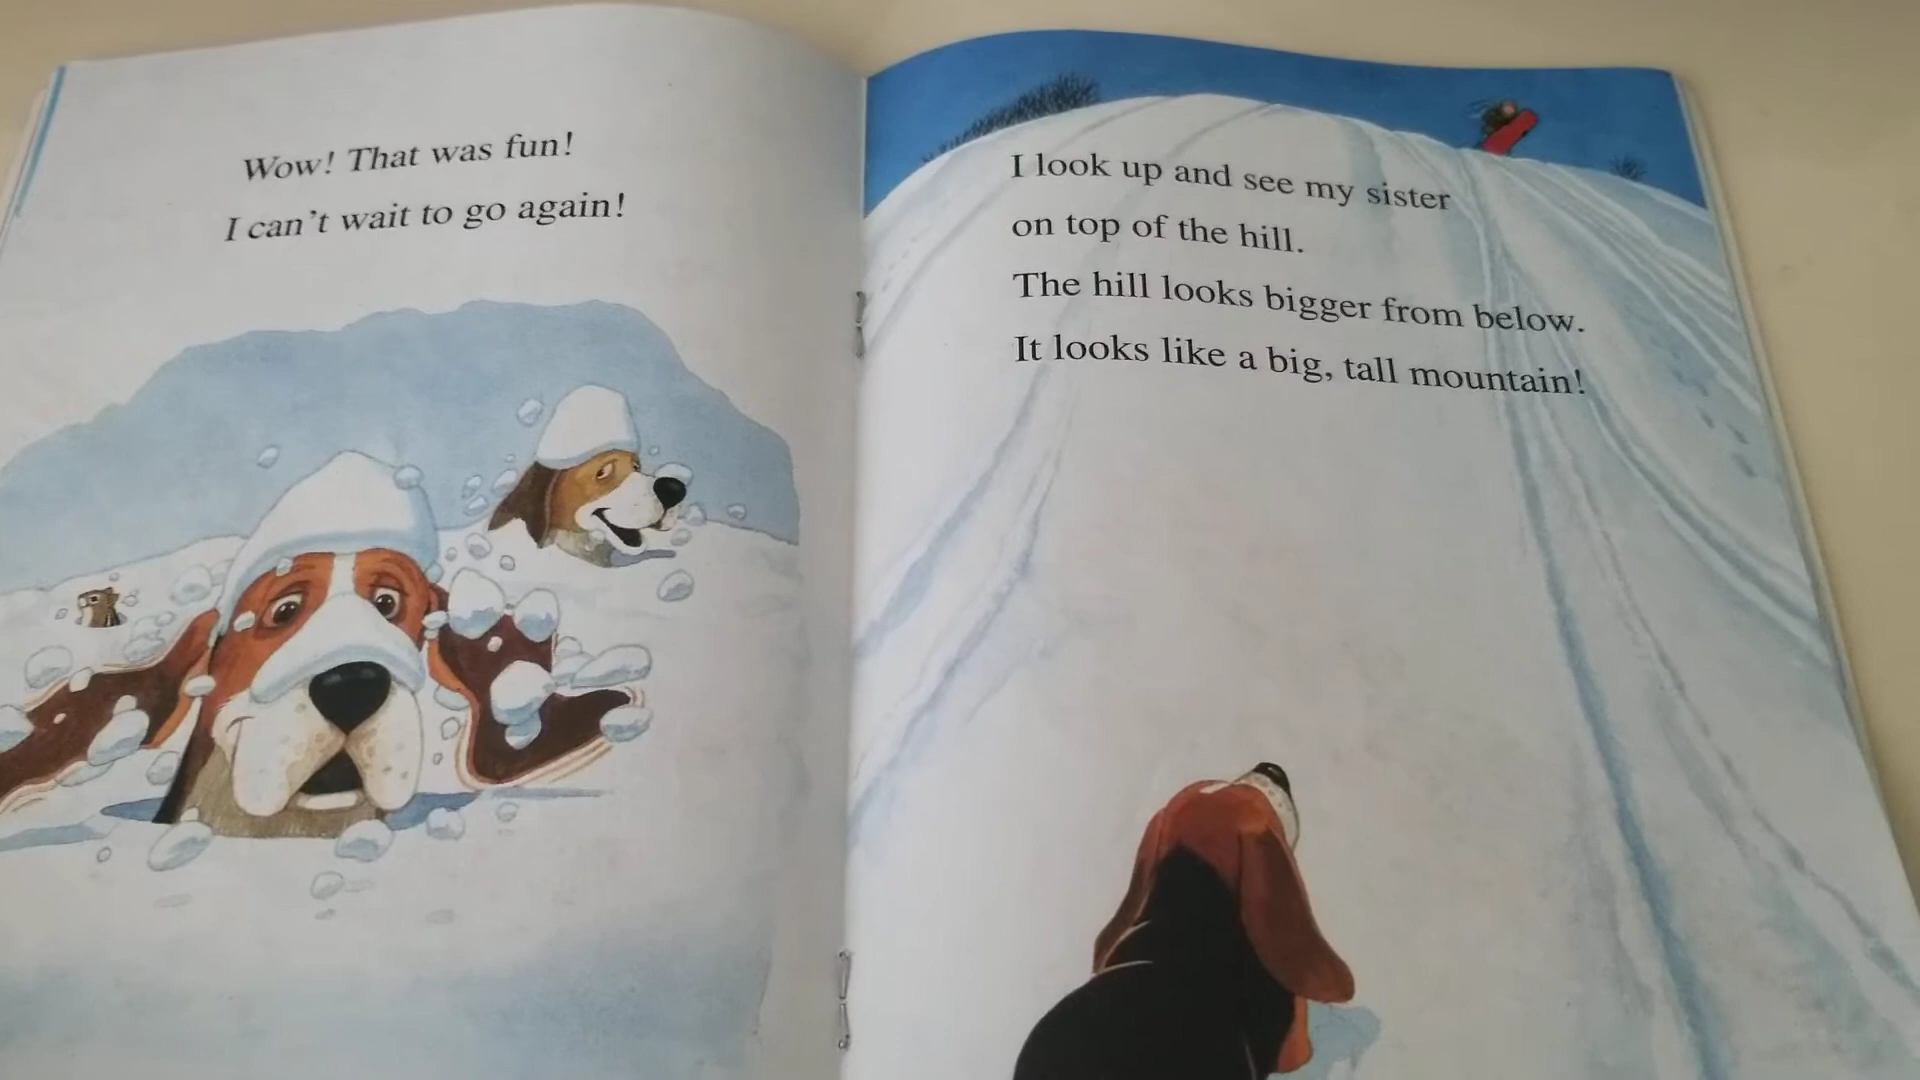 Wow! That was fun!
I can't wait to go again!
I look up and see my sister
on top of the hill.
The hill looks bigger from below.
It looks like a big, tall mountain!